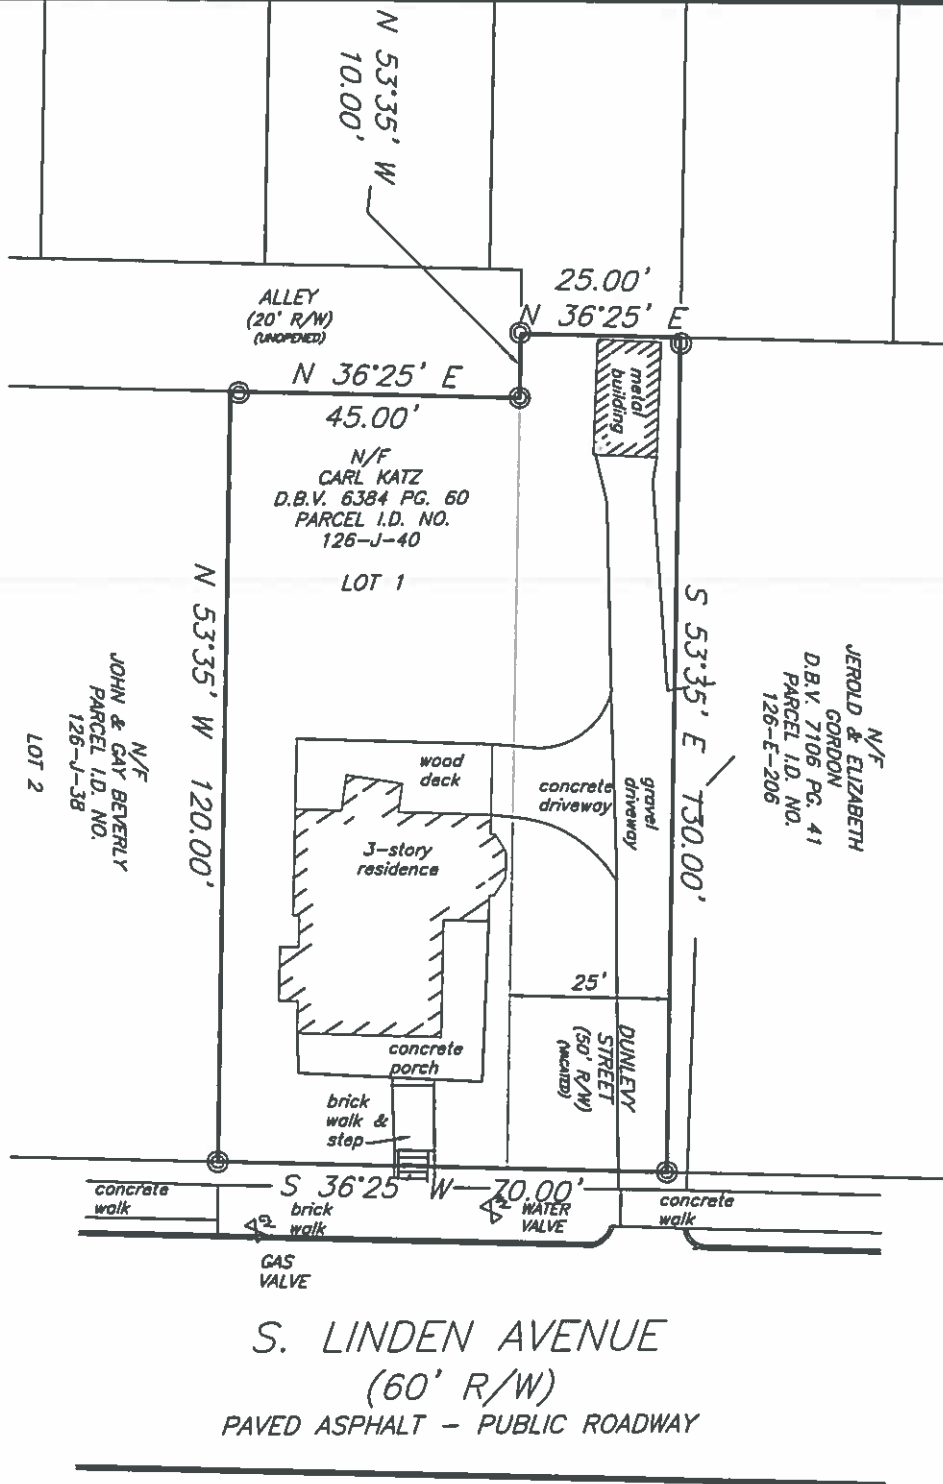 N 53°35' W
10.00'
25.00'
N 36°25' E
ALLEY
(20' R/W)
(UNOPENED)
N 36°25' E
45.00'
metal
building
N/F
CARL KATZ
D.B.V. 6384 PG. 60
PARCEL I.D. NO.
126-J-40
LOT 1
N 53°35' W 120.00'
S 53°35' E 130.00'
N/F
JEROLD & ELIZABETH
GORDON
D.B.V. 7106 PG. 41
PARCEL I.D. NO.
126-E-206
N/F
JOHN & GAY BEVERLY
PARCEL I.D. NO.
126-J-38
LOT 2
wood
deck
concrete
driveway
gravel
driveway
3-story
residence
25'
DUNLEVY
STREET
(50' R/W)
(VACATED)
concrete
porch
brick
walk &
step
S 36°25 W 70.00'
concrete
walk
brick
walk
WATER
VALVE
concrete
walk
GAS
VALVE
S. LINDEN AVENUE
(60' R/W)
PAVED ASPHALT - PUBLIC ROADWAY